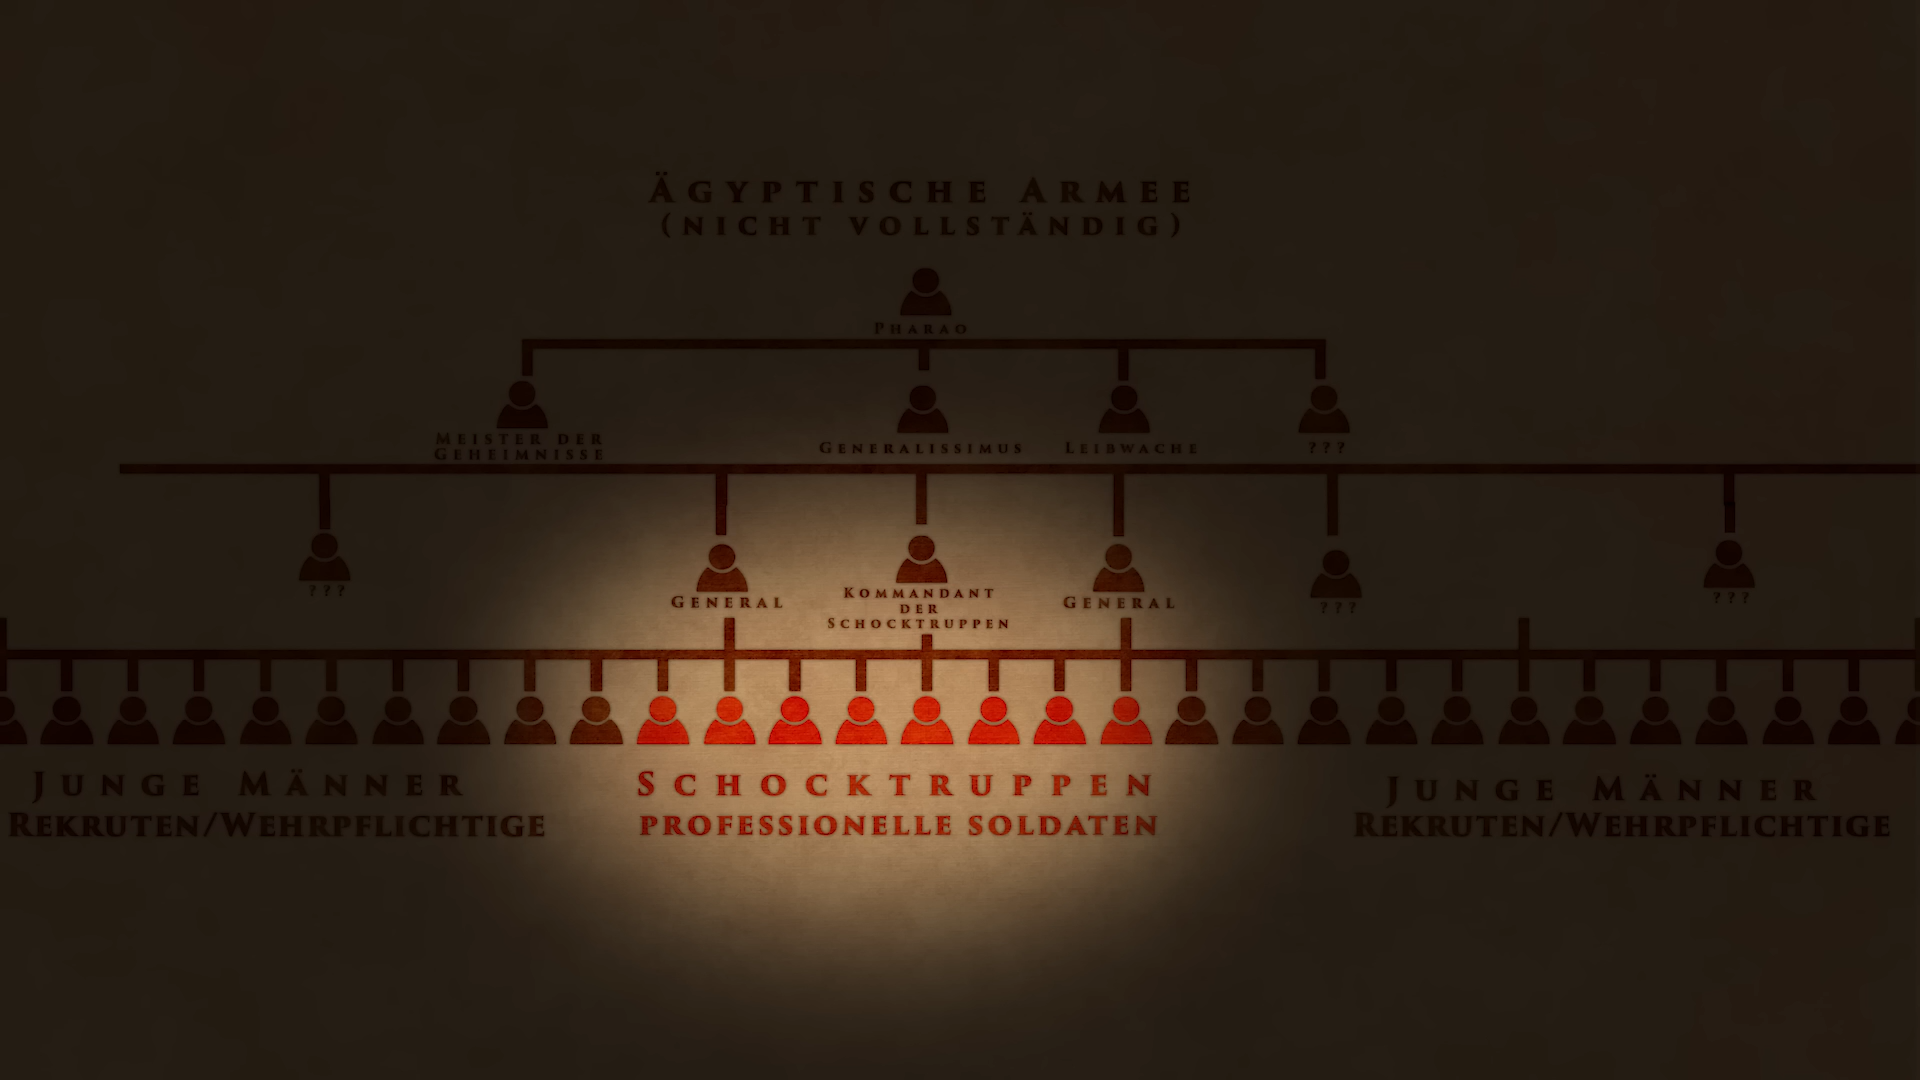 Ägyptische Armee
(nicht vollständig)
Pharao
Meister der
Geheimnisse
Generalissimus
Leibwache
???
???
General
Kommandant
der
Schocktruppen
General
???
???
Junge Männer
Rekruten/Wehrpflichtige
Schocktruppen
professionelle Soldaten
Junge Männer
Rekruten/Wehrpflichtige